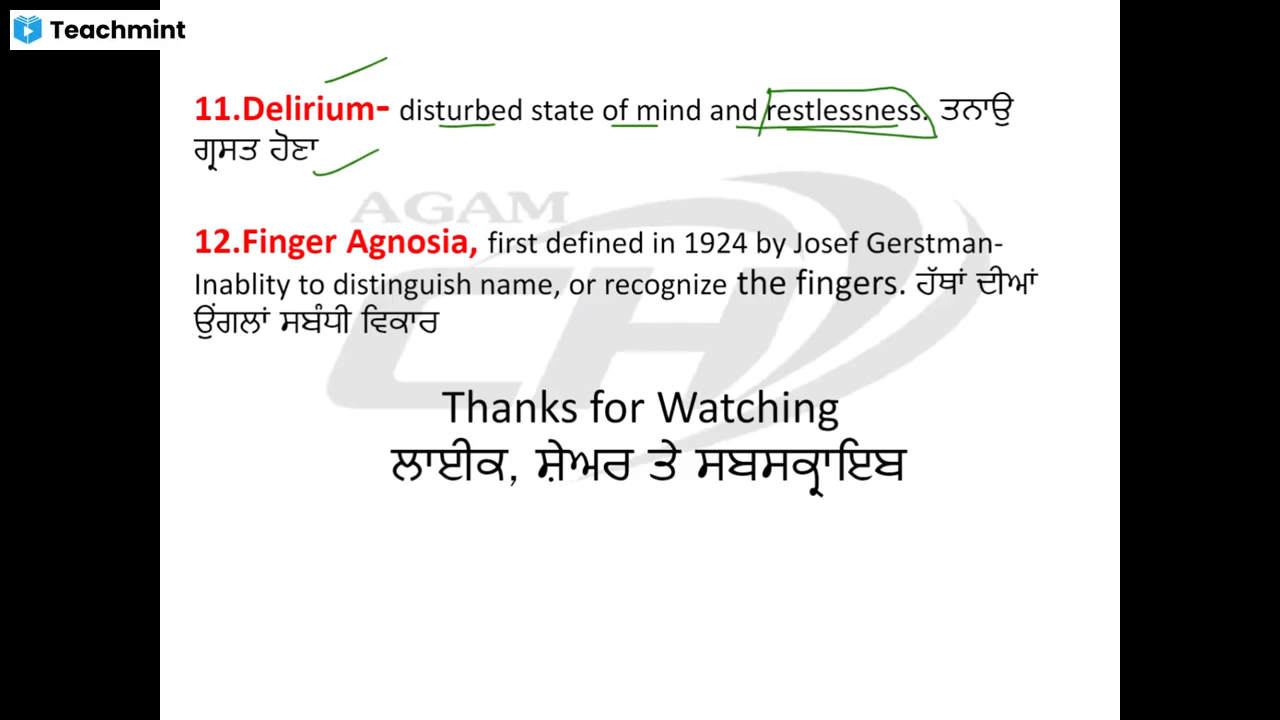 Teachmint
11.Delirium- disturbed state of mind and restlessness. ਤਨਾਉ
ਗ੍ਰਸਤ ਹੋਣਾ
AGAM
CH
12.Finger Agnosia, first defined in 1924 by Josef Gerstman-
Inablity to distinguish name, or recognize the fingers. ਹੱਥਾਂ ਦੀਆਂ
ਉਂਗਲਾਂ ਸਬੰਧੀ ਵਿਕਾਰ
Thanks for Watching
ਲਾਈਕ, ਸ਼ੇਅਰ ਤੇ ਸਬਸਕ੍ਰਾਇਬ